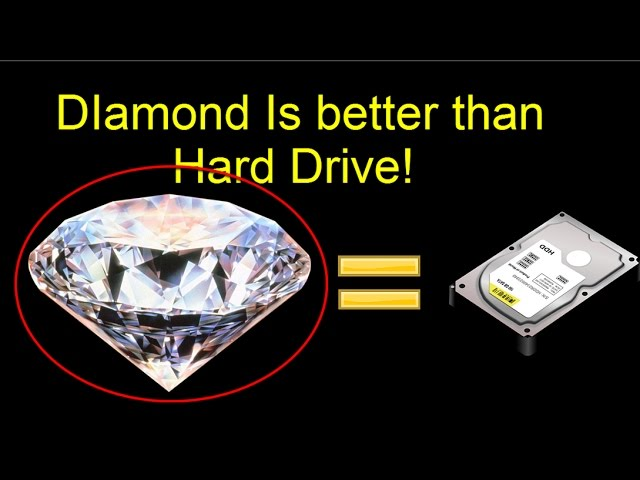 DIamond Is better than
Hard Drive!
HDD